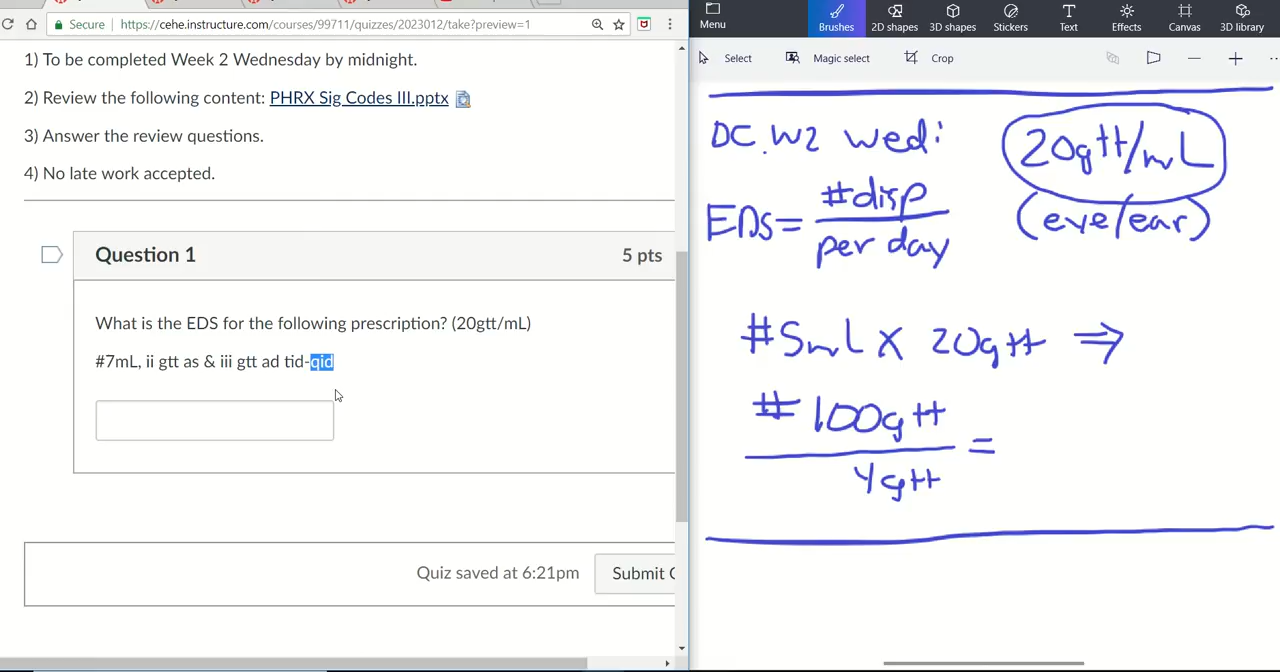 Secure
https://cehe.instructure.com/courses/99711/quizzes/2023012/take?preview=1
1) To be completed Week 2 Wednesday by midnight.
2) Review the following content: PHRX Sig Codes III.pptx
3) Answer the review questions.
4) No late work accepted.
Question 1
5 pts
What is the EDS for the following prescription? (20gtt/mL)
#7mL, ii gtt as & iii gtt ad tid-qid
Quiz saved at 6:21pm
Submit Q
Menu
Brushes
2D shapes
3D shapes
Stickers
Text
Effects
Canvas
3D library
Select
Magic select
Crop
DC.W2 wed:
20gtt/mL
(eye/ear)
EDS= #disp
per day
#5mL x 20gtt ⇒
#100gtt
=
4gtt